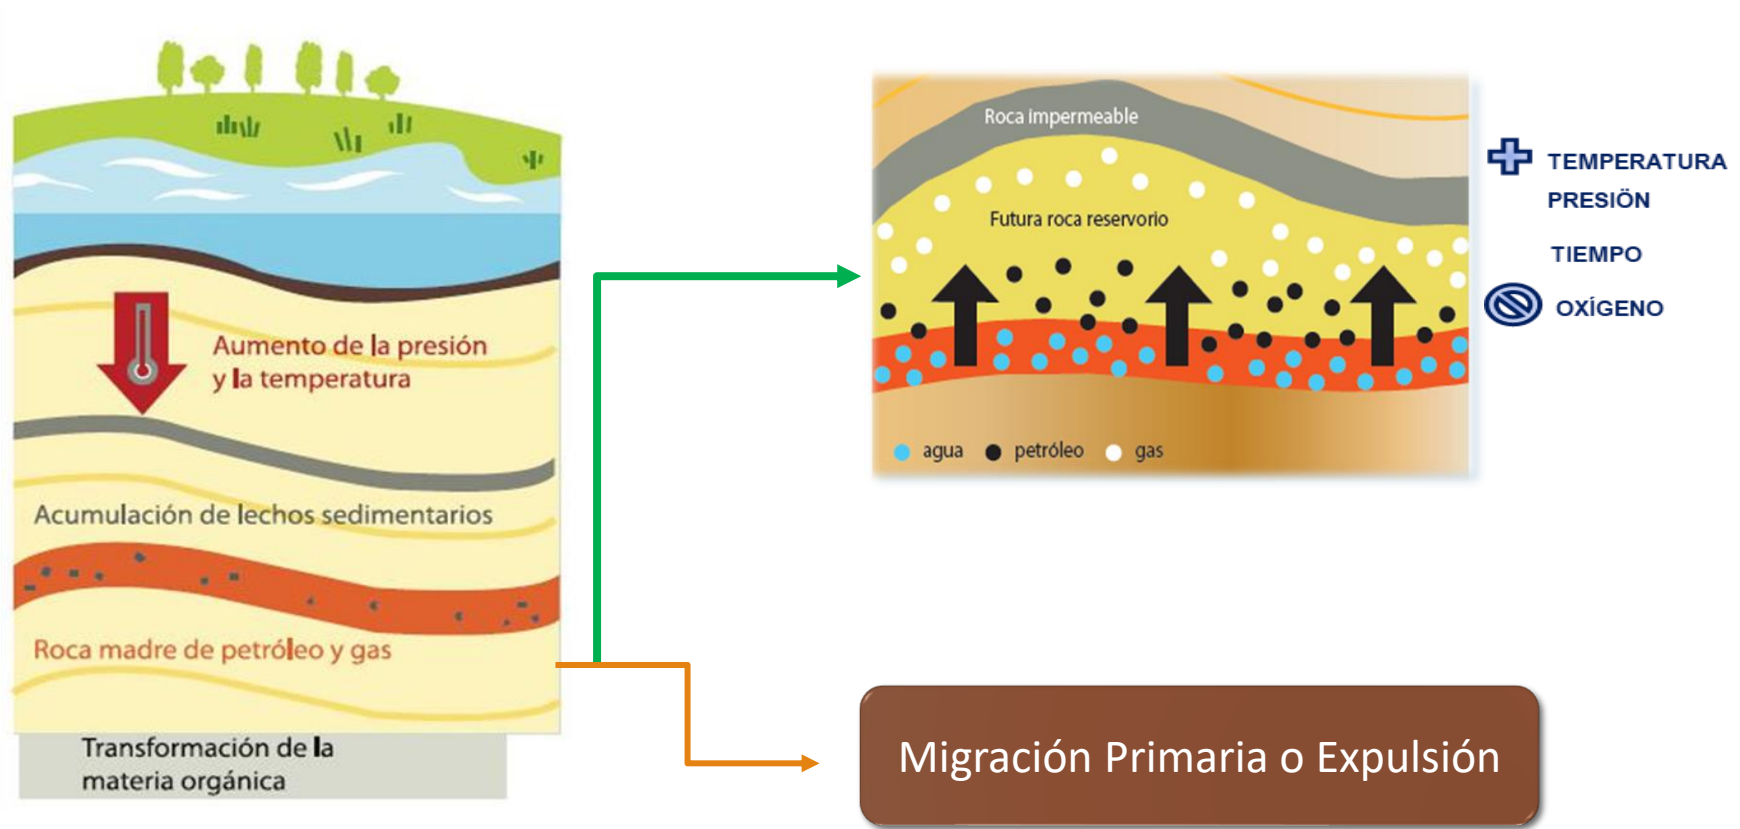 Aumento de la presión
y la temperatura
Acumulación de lechos sedimentarios
Roca madre de petróleo y gas
Transformación de la
materia orgánica
Roca impermeable
Futura roca reservorio
agua petróleo gas
TEMPERATURA
PRESIÖN
TIEMPO
OXÍGENO
Migración Primaria o Expulsión